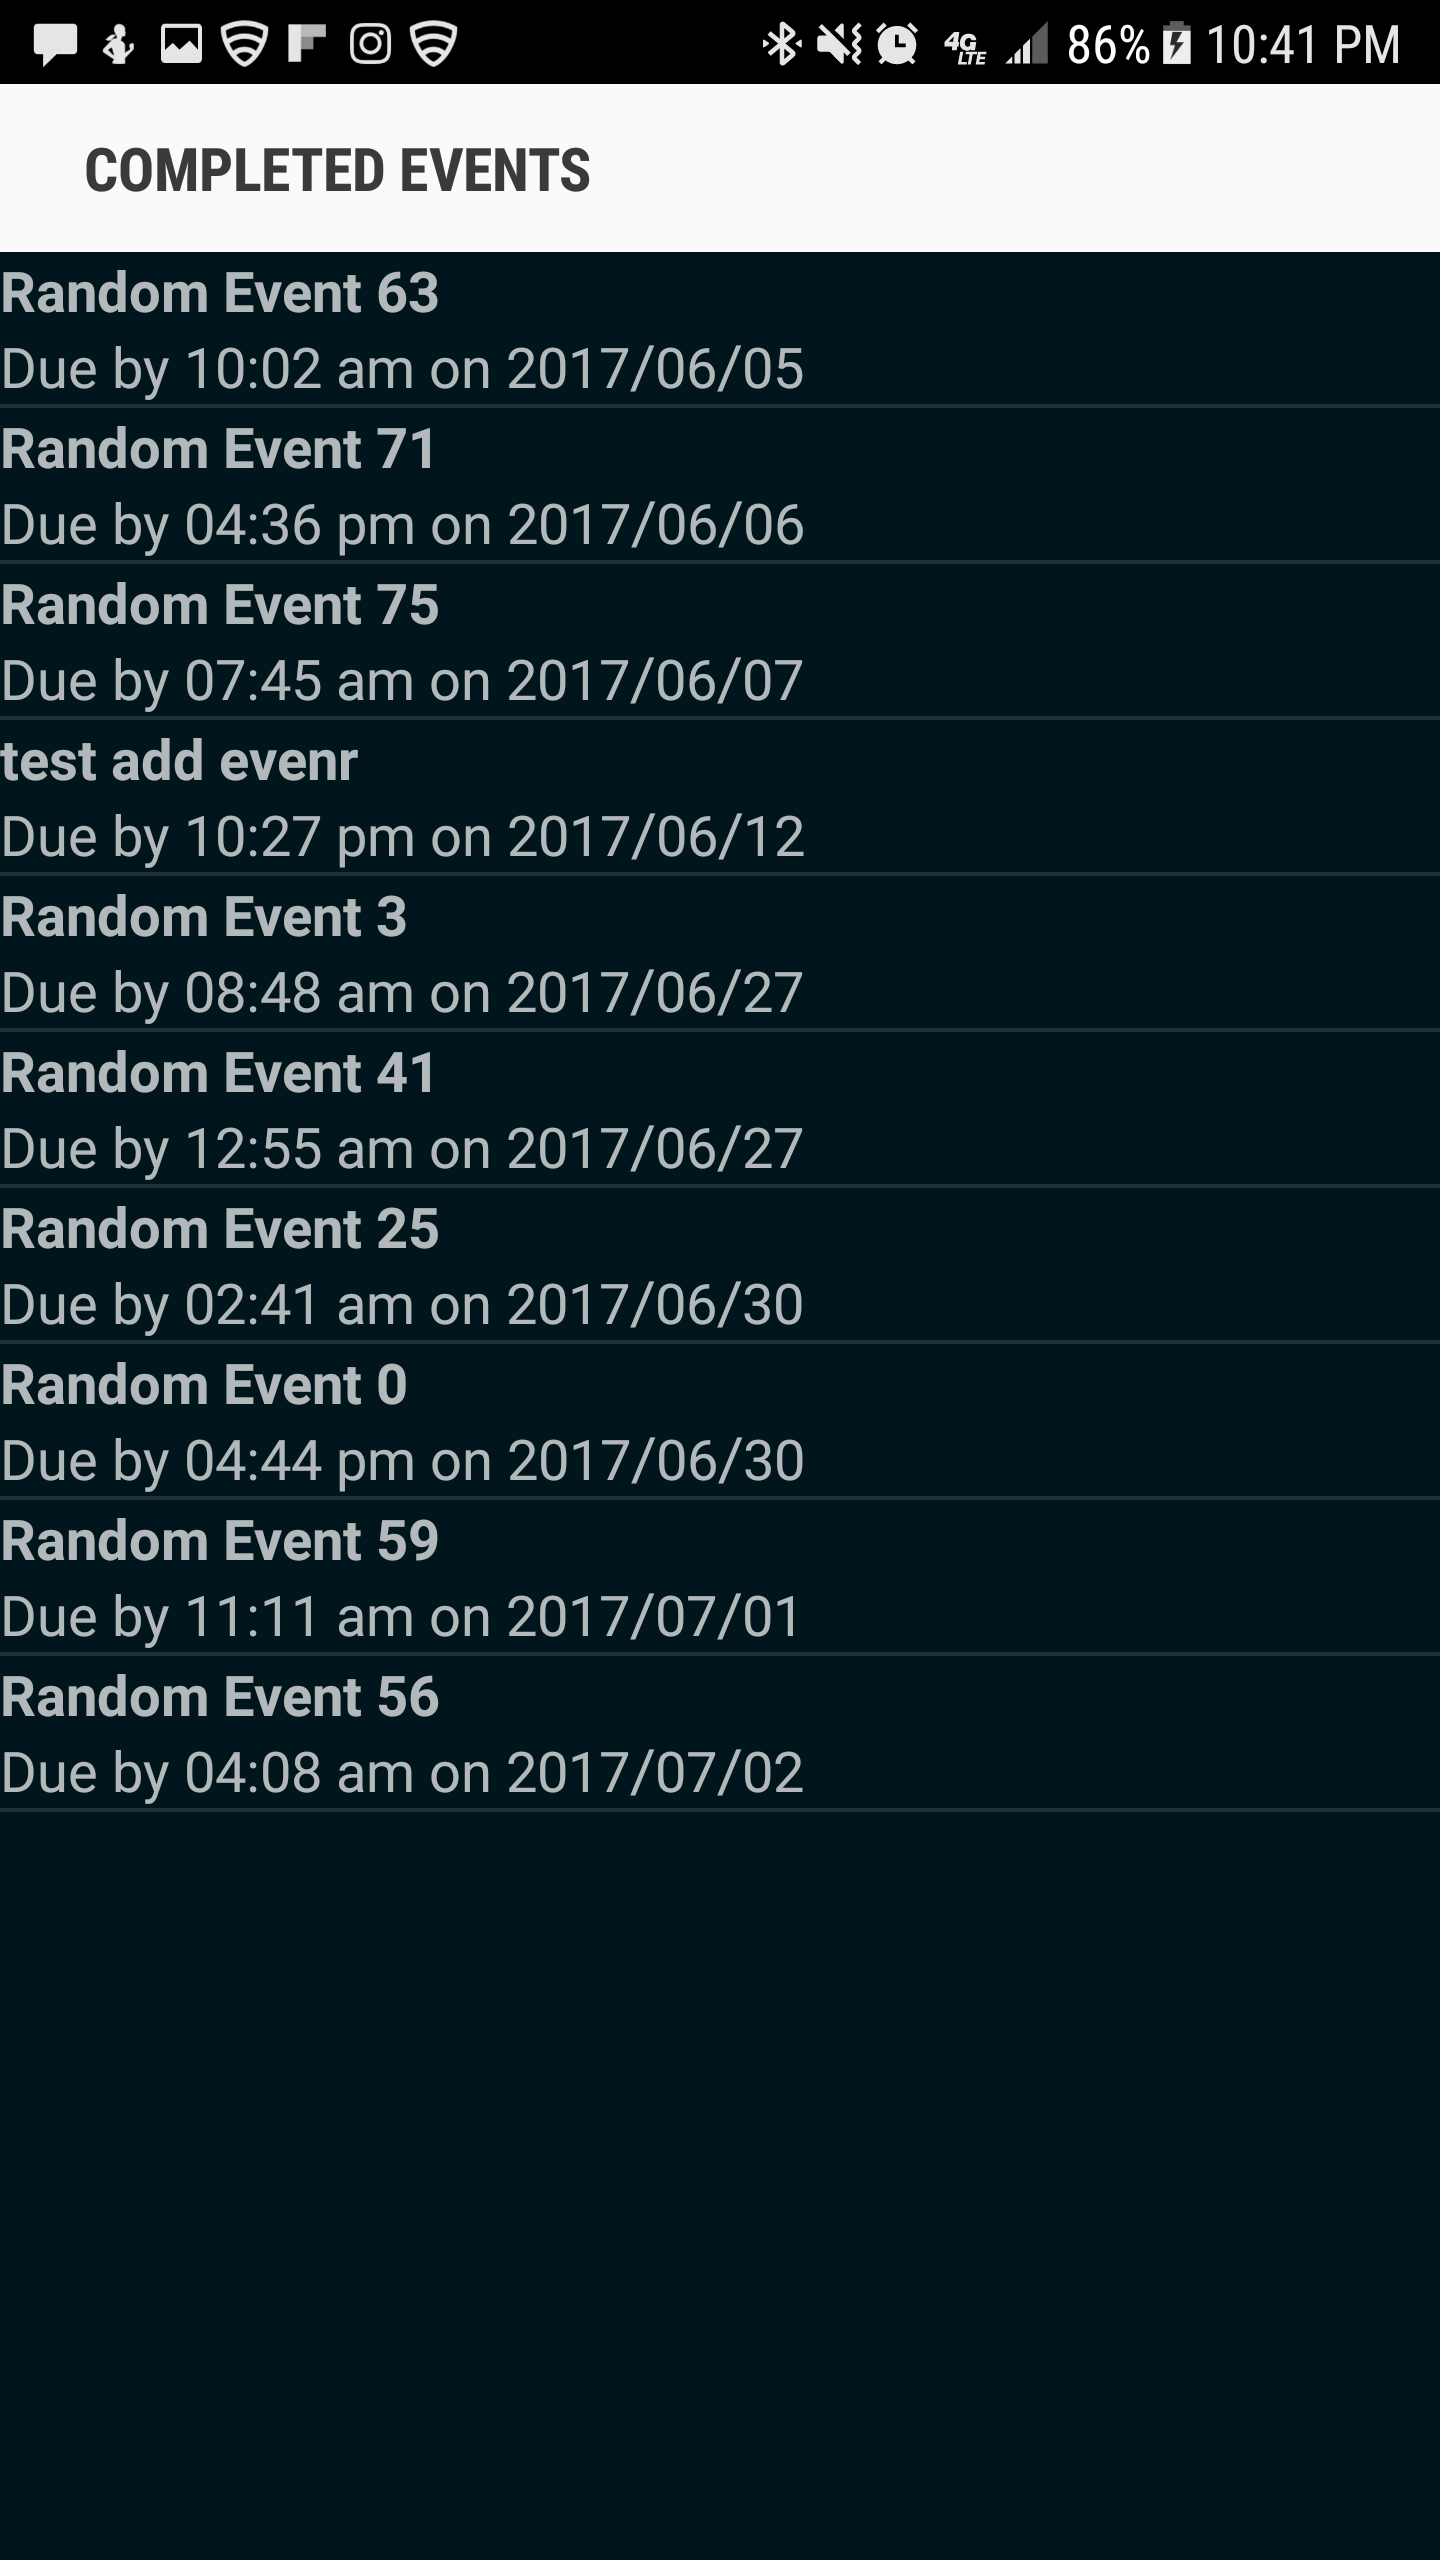 4G LTE 86% 10:41 PM
COMPLETED EVENTS
Random Event 63
Due by 10:02 am on 2017/06/05
Random Event 71
Due by 04:36 pm on 2017/06/06
Random Event 75
Due by 07:45 am on 2017/06/07
test add evenr
Due by 10:27 pm on 2017/06/12
Random Event 3
Due by 08:48 am on 2017/06/27
Random Event 41
Due by 12:55 am on 2017/06/27
Random Event 25
Due by 02:41 am on 2017/06/30
Random Event 0
Due by 04:44 pm on 2017/06/30
Random Event 59
Due by 11:11 am on 2017/07/01
Random Event 56
Due by 04:08 am on 2017/07/02